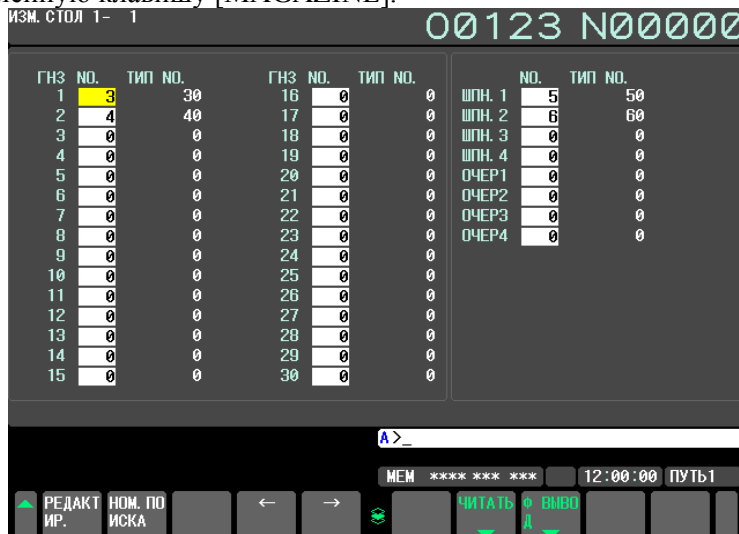 ленную клавишу [MAGAZINE].
ИЗМ. СТОЛ 1- 1 O0123 N00000
ГНЗ NO. ТИП NO. ГНЗ NO. ТИП NO. NO. ТИП NO.
1 3 30 16 0 0 ШПН. 1 5 50
2 4 40 17 0 0 ШПН. 2 6 60
3 0 0 18 0 0 ШПН. 3 0 0
4 0 0 19 0 0 ШПН. 4 0 0
5 0 0 20 0 0 ОЧЕР1 0 0
6 0 0 21 0 0 ОЧЕР2 0 0
7 0 0 22 0 0 ОЧЕР3 0 0
8 0 0 23 0 0 ОЧЕР4 0 0
9 0 0 24 0 0
10 0 0 25 0 0
11 0 0 26 0 0
12 0 0 27 0 0
13 0 0 28 0 0
14 0 0 29 0 0
15 0 0 30 0 0
A>_
MEM **** *** *** 12:00:00 ПУТЬ1
РЕДАКТ НОМ. ПО ← → ЧИТАТЬ Ф ВЫВО
ИР. ИСКА Д